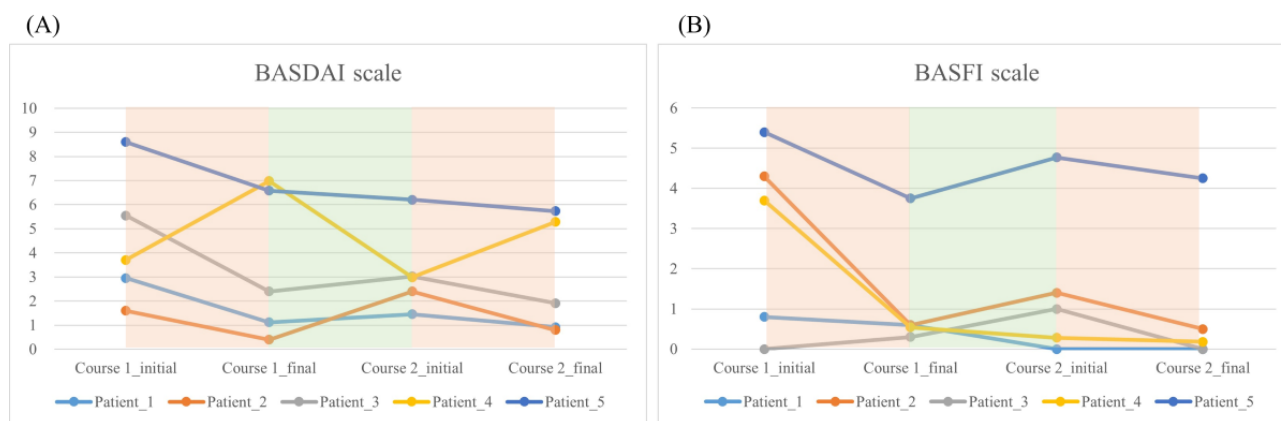 (A)
BASDAI scale
10
9
8
7
6
5
4
3
2
1
0
Course 1_initial Course 1_final Course 2_initial Course 2_final
Patient_1 Patient_2 Patient_3 Patient_4 Patient_5
(B)
BASFI scale
6
5
4
3
2
1
0
Course 1_initial Course 1_final Course 2_initial Course 2_final
Patient_1 Patient_2 Patient_3 Patient_4 Patient_5